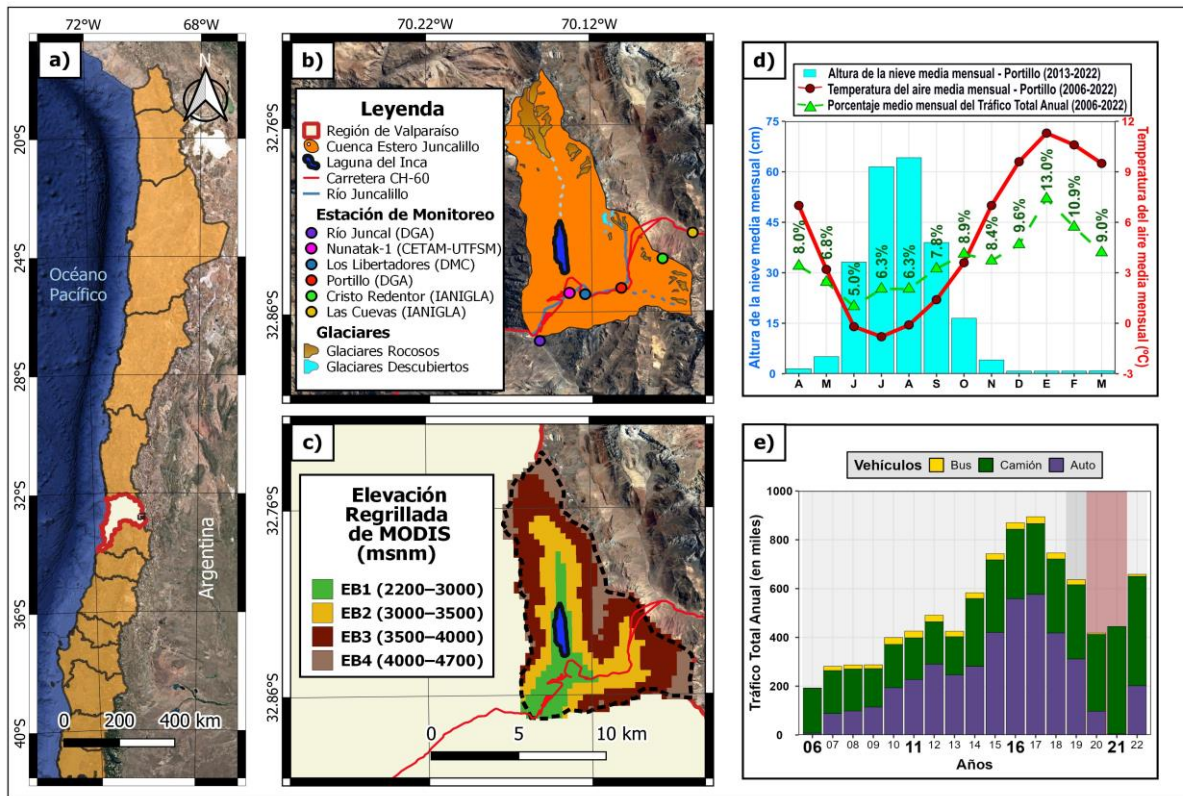 a)
72°W
68°W
N
20°S
24°S
28°S
32°S
36°S
40°S
Océano
Pacífico
Argentina
0 200 400 km
b)
70.22°W
70.12°W
32.76°S
32.86°S
Leyenda
Región de Valparaíso
Cuenca Estero Juncalillo
Laguna del Inca
Carretera CH-60
Río Juncalillo
Estación de Monitoreo
Río Juncal (DGA)
Nunatak-1 (CETAM-UTFSM)
Los Libertadores (DMC)
Portillo (DGA)
Cristo Redentor (IANIGLA)
Las Cuevas (IANIGLA)
Glaciares
Glaciares Rocosos
Glaciares Descubiertos
c)
32.76°S
32.86°S
Elevación
Regrillada
de MODIS
(msnm)
EB1 (2200–3000)
EB2 (3000–3500)
EB3 (3500–4000)
EB4 (4000–4700)
0 5 10 km
d)
Altura de la nieve media mensual - Portillo (2013-2022)
Temperatura del aire media mensual - Portillo (2006-2022)
Porcentaje medio mensual del Tráfico Total Anual (2006-2022)
Altura de la nieve media mensual (cm)
75
60
45
30
15
0
8.0% 6.8% 5.0% 6.3% 6.3% 7.8% 8.9% 8.4% 9.6% 13.0% 10.9% 9.0%
12
9
6
3
0
-3
Temperatura del aire media mensual (°C)
A M J J A S O N D E F M
e)
Vehículos Bus Camión Auto
Tráfico Total Anual (en miles)
1000
800
600
400
200
0
06 07 08 09 10 11 12 13 14 15 16 17 18 19 20 21 22
Años